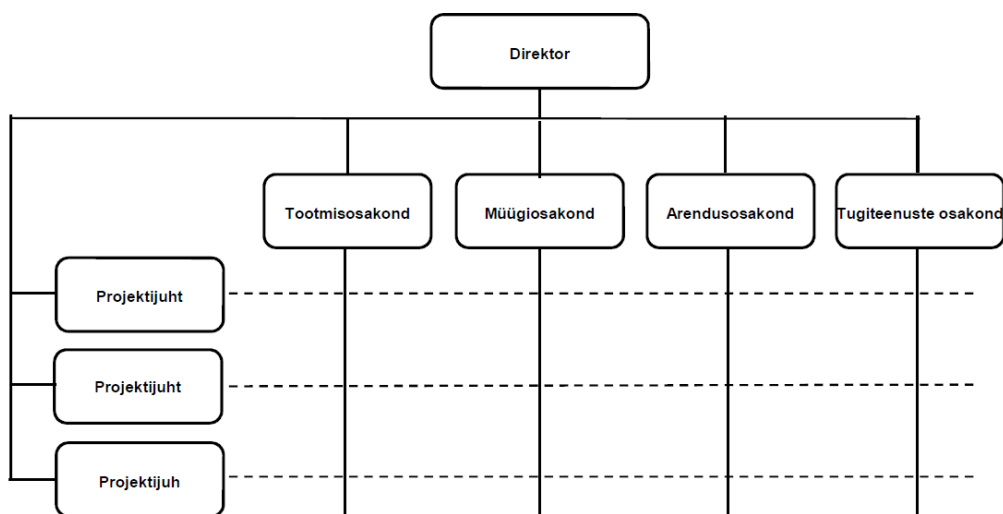 Direktor
Tootmisosakond
Müügiosakond
Arendusosakond
Tugiteenuste osakond
Projektijuht
Projektijuht
Projektijuh